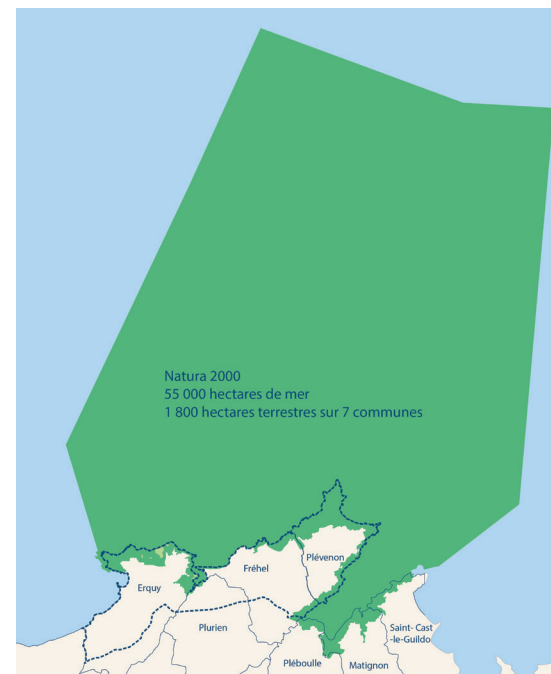 Natura 2000
55 000 hectares de mer
1 800 hectares terrestres sur 7 communes
Plévenon
Fréhel
Erquy
Plurien
Saint- Cast
-le-Guildo
Pléboulle
Matignon